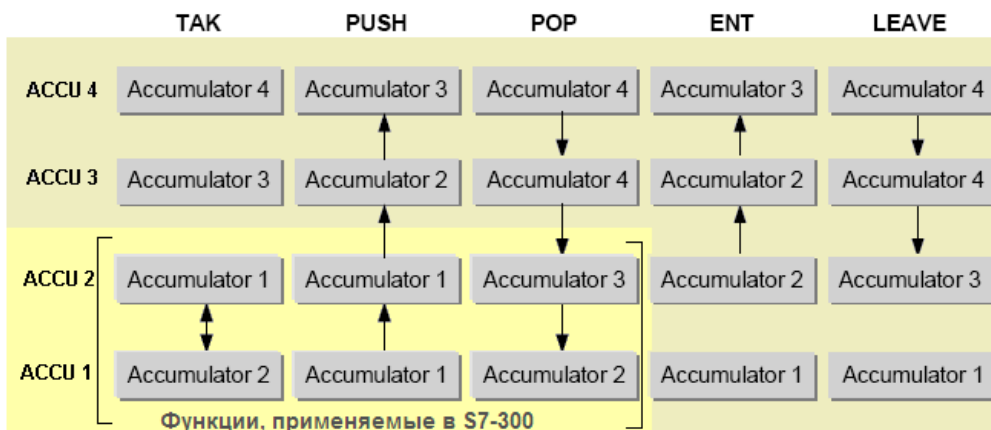 TAK PUSH POP ENT LEAVE
ACCU 4 Accumulator 4 Accumulator 3 Accumulator 4 Accumulator 3 Accumulator 4
ACCU 3 Accumulator 3 Accumulator 2 Accumulator 4 Accumulator 2 Accumulator 4
ACCU 2 Accumulator 1 Accumulator 1 Accumulator 3 Accumulator 2 Accumulator 3
ACCU 1 Accumulator 2 Accumulator 1 Accumulator 2 Accumulator 1 Accumulator 1
Функции, применяемые в S7-300